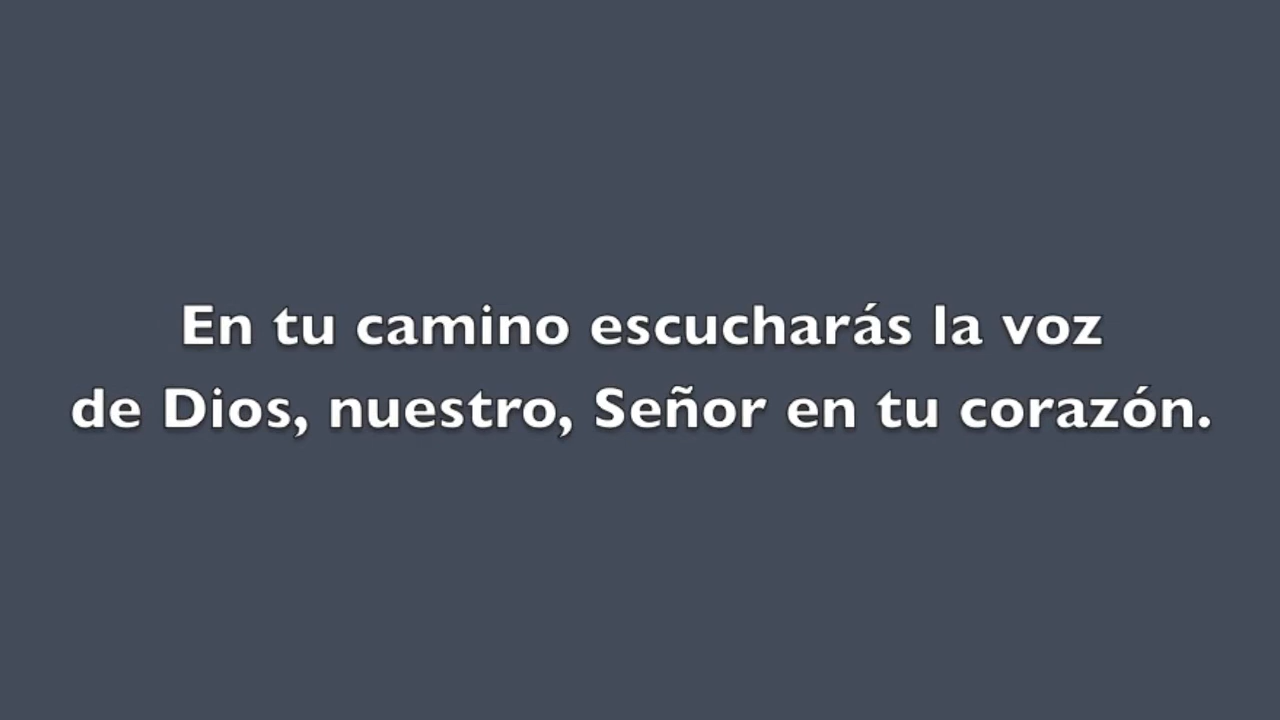 En tu camino escucharás la voz
de Dios, nuestro, Señor en tu corazón.